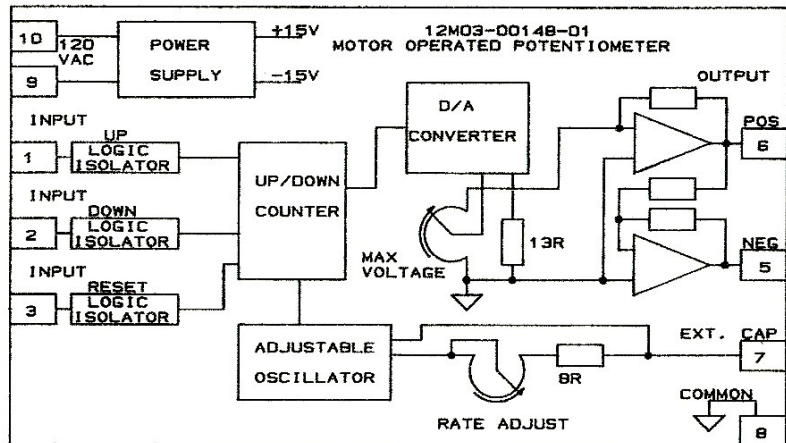 12M03-00148-01
MOTOR OPERATED POTENTIOMETER
10
120
VAC
9
POWER
SUPPLY
+15V
-15V
OUTPUT
D/A
CONVERTER
INPUT
1
UP
LOGIC
ISOLATOR
UP/DOWN
COUNTER
POS
6
INPUT
2
DOWN
LOGIC
ISOLATOR
MAX
VOLTAGE
13R
NEG
5
INPUT
3
RESET
LOGIC
ISOLATOR
ADJUSTABLE
OSCILLATOR
8R
RATE ADJUST
EXT. CAP
7
COMMON
8